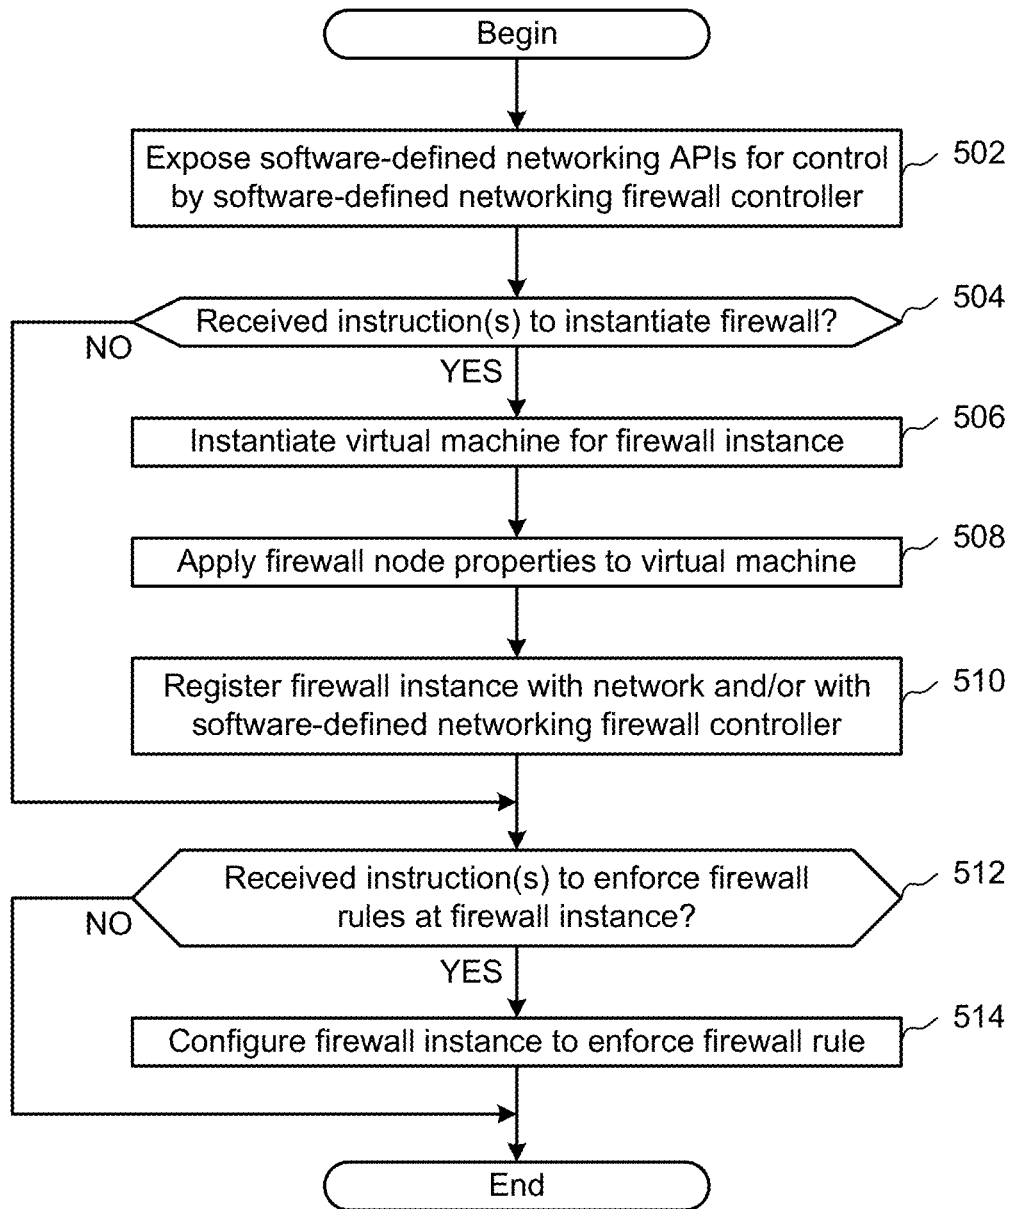 Begin
Expose software-defined networking APIs for control
by software-defined networking firewall controller
502
Received instruction(s) to instantiate firewall?
504
NO
YES
Instantiate virtual machine for firewall instance
506
Apply firewall node properties to virtual machine
508
Register firewall instance with network and/or with
software-defined networking firewall controller
510
Received instruction(s) to enforce firewall
rules at firewall instance?
512
NO
YES
Configure firewall instance to enforce firewall rule
514
End